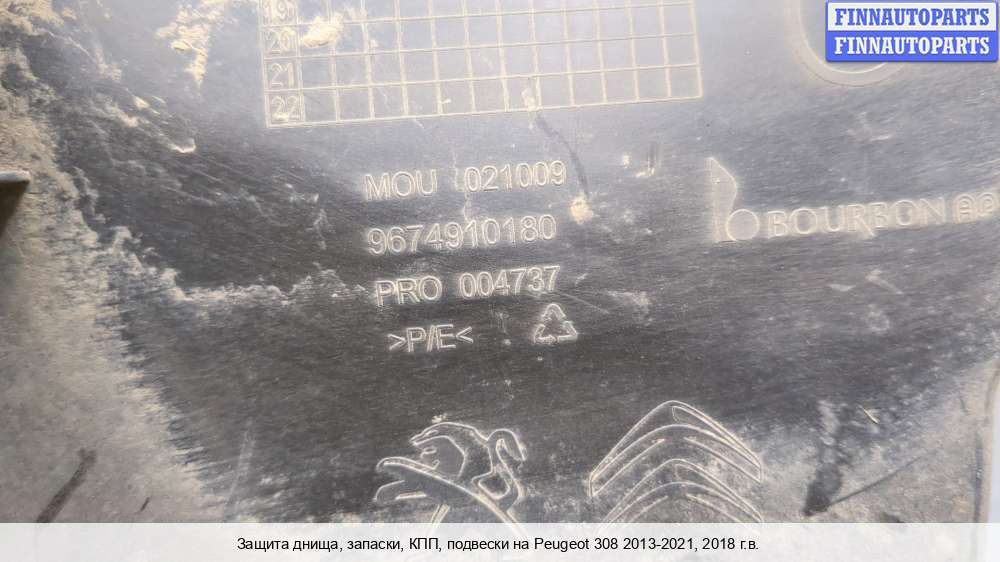 FINNAUTOPARTS
FINNAUTOPARTS
19
20
21
22
MOU 021009
9674910180
BOURBON AP
PRO 004737
>P/E<
Защита днища, запаски, КПП, подвески на Peugeot 308 2013-2021, 2018 г.в.